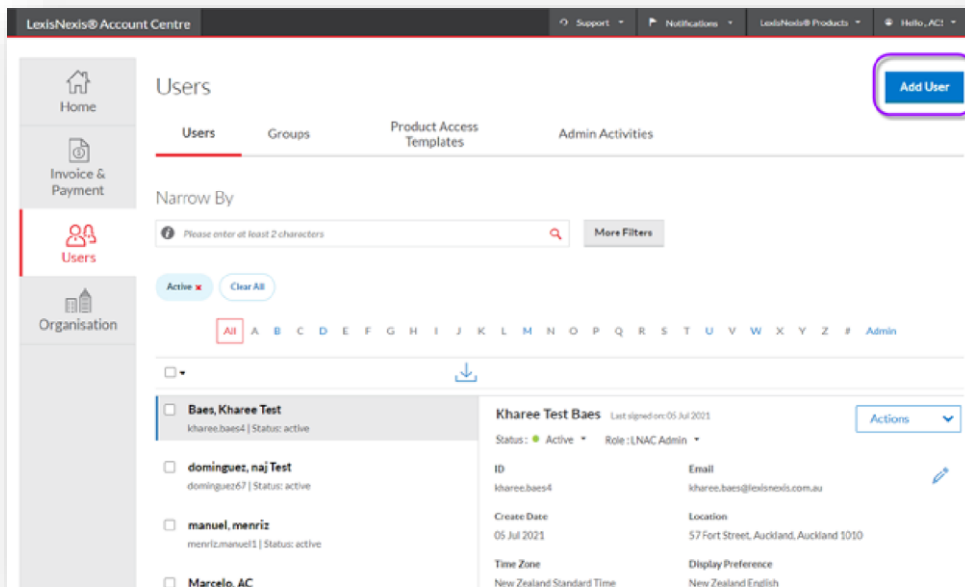 LexisNexis® Account Centre
Support
Notifications
LexisNexis® Products
Hello, AC!
Home
Invoice &
Payment
Users
Organisation
Users
Add User
Users
Groups
Product Access
Templates
Admin Activities
Narrow By
Please enter at least 2 characters
More Filters
Active x
Clear All
All A B C D E F G H I J K L M N O P Q R S T U V W X Y Z # Admin
Baes, Kharee Test
kharee.baes4 | Status: active
dominguez, naj Test
dominguez67 | Status: active
manuel, menriz
menriz.manuel1 | Status: active
Marcelo, AC
Kharee Test Baes Last signed on: 05 Jul 2021
Actions
Status: Active Role: LNAC Admin
ID
kharee.baes4
Email
kharee.baes@lexisnexis.com.au
Create Date
05 Jul 2021
Location
57 Fort Street, Auckland, Auckland 1010
Time Zone
New Zealand Standard Time
Display Preference
New Zealand English